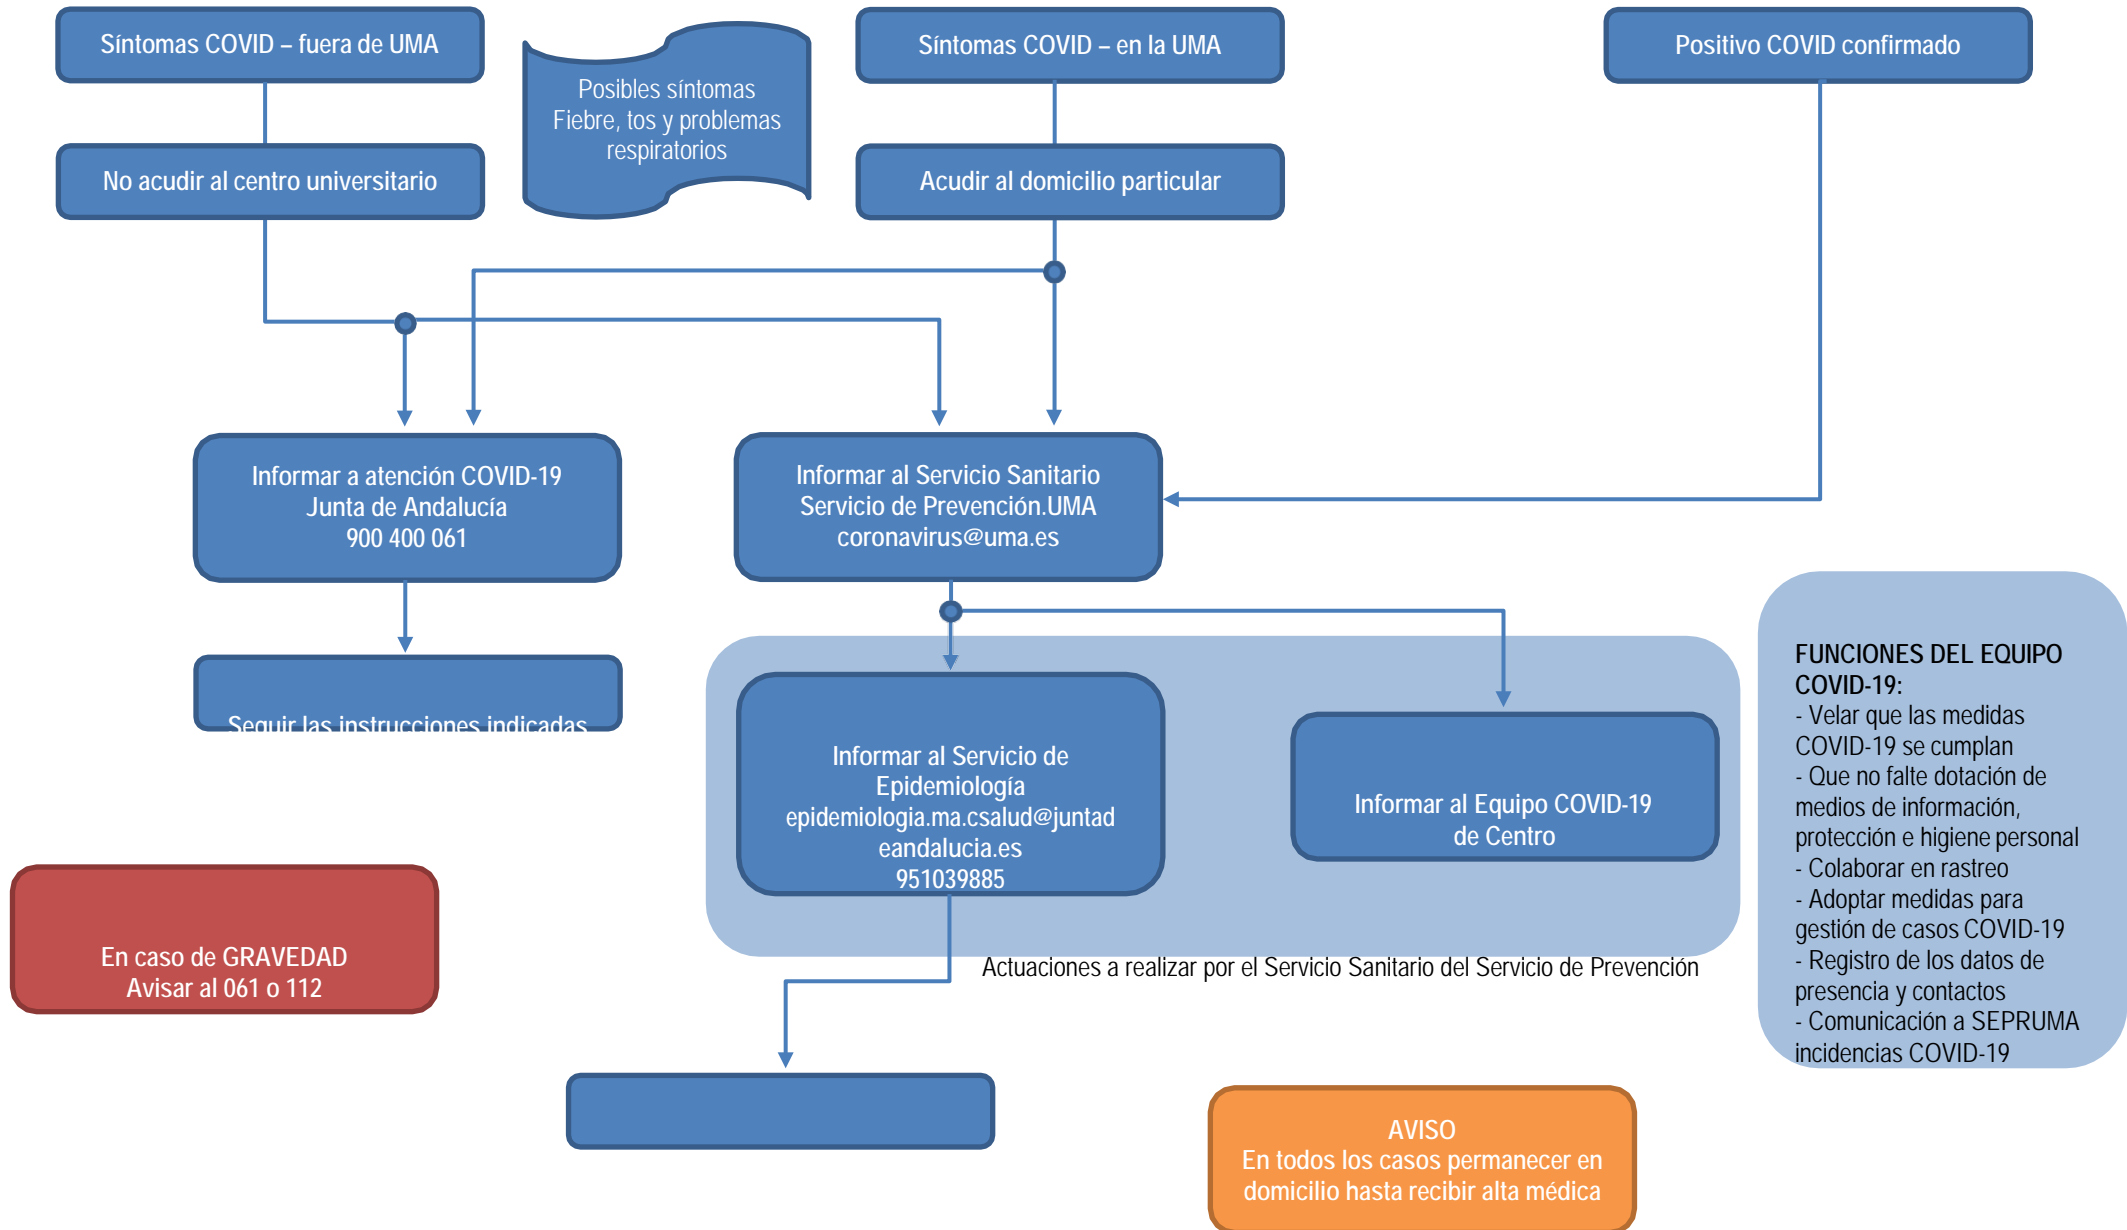 Síntomas COVID – fuera de UMA
Posibles síntomas
Fiebre, tos y problemas
respiratorios
Síntomas COVID – en la UMA
Positivo COVID confirmado
No acudir al centro universitario
Acudir al domicilio particular
Informar a atención COVID-19
Junta de Andalucía
900 400 061
Informar al Servicio Sanitario
Servicio de Prevención.UMA
coronavirus@uma.es
Seguir las instrucciones indicadas
Informar al Servicio de
Epidemiología
epidemiologia.ma.csalud@juntad
eandalucia.es
951039885
Informar al Equipo COVID-19
de Centro
FUNCIONES DEL EQUIPO
COVID-19:
- Velar que las medidas
COVID-19 se cumplan
- Que no falte dotación de
medios de información,
protección e higiene personal
- Colaborar en rastreo
- Adoptar medidas para
gestión de casos COVID-19
- Registro de los datos de
presencia y contactos
- Comunicación a SEPRUMA
incidencias COVID-19
En caso de GRAVEDAD
Avisar al 061 o 112
Actuaciones a realizar por el Servicio Sanitario del Servicio de Prevención
AVISO
En todos los casos permanecer en
domicilio hasta recibir alta médica